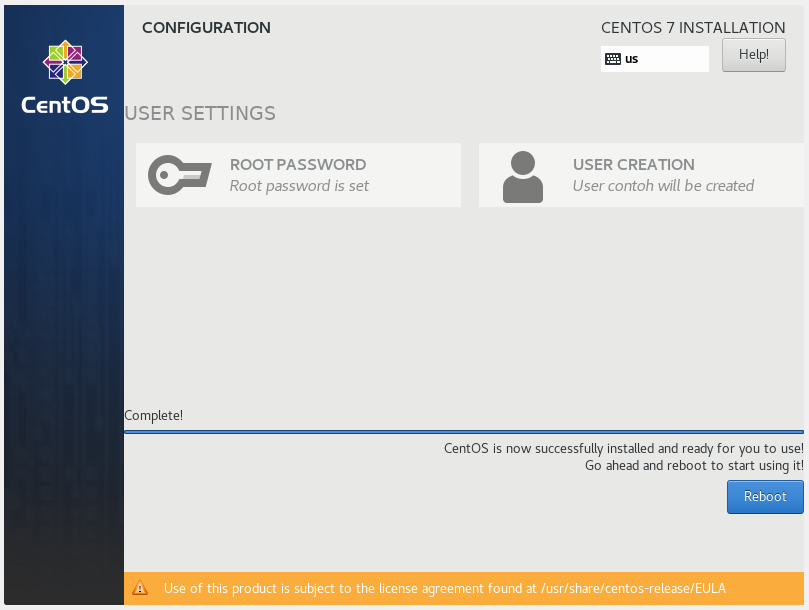 CentOS
CONFIGURATION
CENTOS 7 INSTALLATION
us
Help!
USER SETTINGS
ROOT PASSWORD
Root password is set
USER CREATION
User contoh will be created
Complete!
CentOS is now successfully installed and ready for you to use!
Go ahead and reboot to start using it!
Reboot
Use of this product is subject to the license agreement found at /usr/share/centos-release/EULA